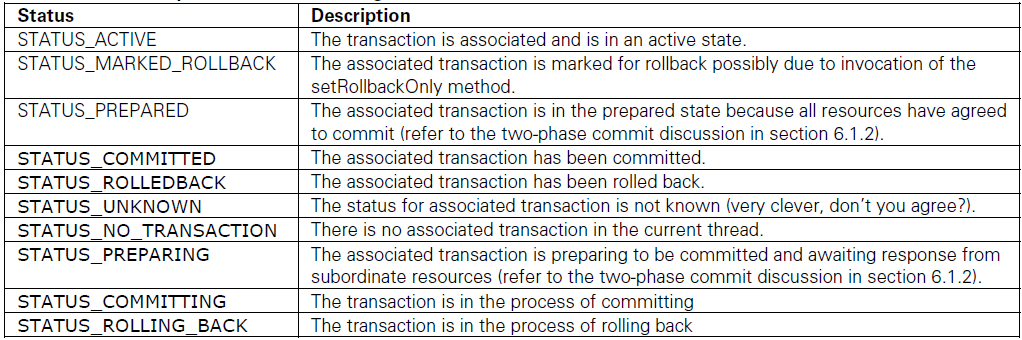 Status Description
STATUS_ACTIVE The transaction is associated and is in an active state.
STATUS_MARKED_ROLLBACK The associated transaction is marked for rollback possibly due to invocation of the
setRollbackOnly method.
STATUS_PREPARED The associated transaction is in the prepared state because all resources have agreed
to commit (refer to the two-phase commit discussion in section 6.1.2).
STATUS_COMMITTED The associated transaction has been committed.
STATUS_ROLLEDBACK The associated transaction has been rolled back.
STATUS_UNKNOWN The status for associated transaction is not known (very clever, don't you agree?).
STATUS_NO_TRANSACTION There is no associated transaction in the current thread.
STATUS_PREPARING The associated transaction is preparing to be committed and awaiting response from
subordinate resources (refer to the two-phase commit discussion in section 6.1.2).
STATUS_COMMITTING The transaction is in the process of committing
STATUS_ROLLING_BACK The transaction is in the process of rolling back